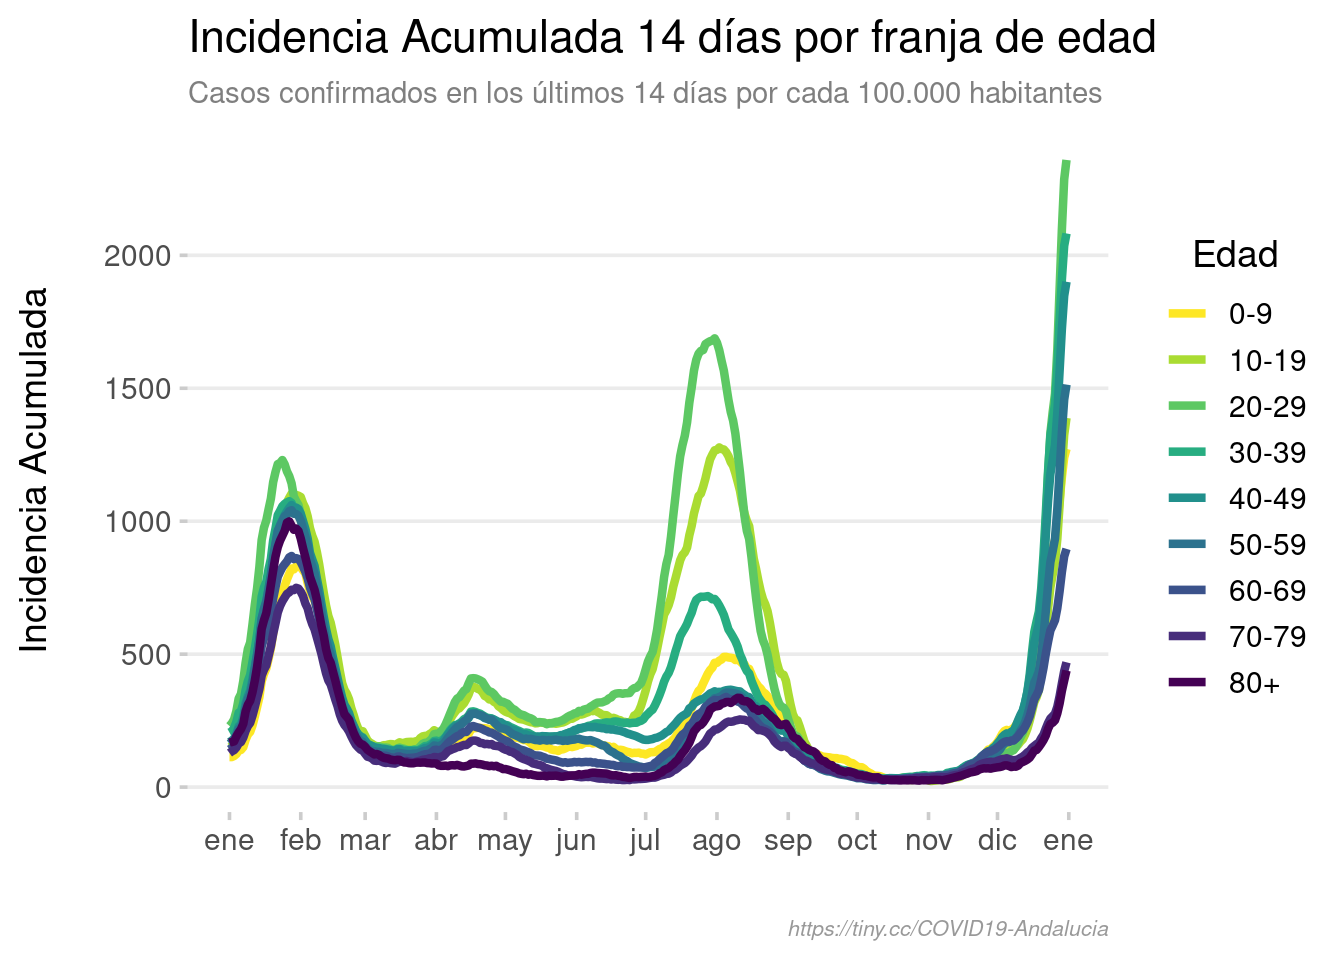 Incidencia Acumulada 14 días por franja de edad
Casos confirmados en los últimos 14 días por cada 100.000 habitantes
Incidencia Acumulada
2000
1500
1000
500
0
ene feb mar abr may jun jul ago sep oct nov dic ene
Edad
0-9
10-19
20-29
30-39
40-49
50-59
60-69
70-79
80+
https://tiny.cc/COVID19-Andalucia